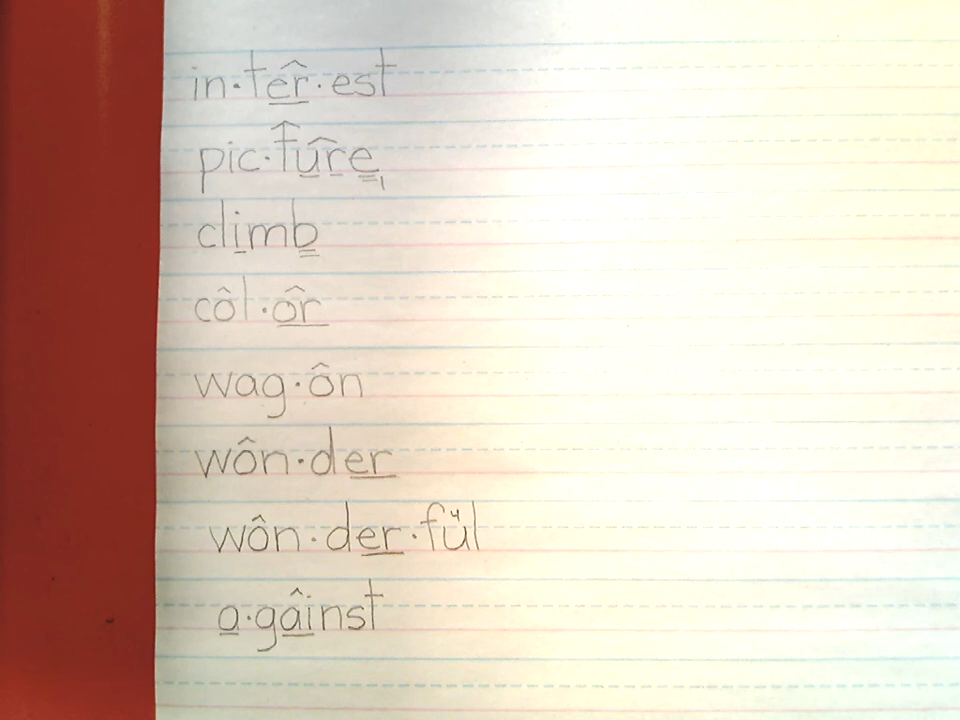 in·têr·est
pic·tûre
climb
côl·ôr
wag·ôn
wôn·der
wôn·der·fül
a·gâinst